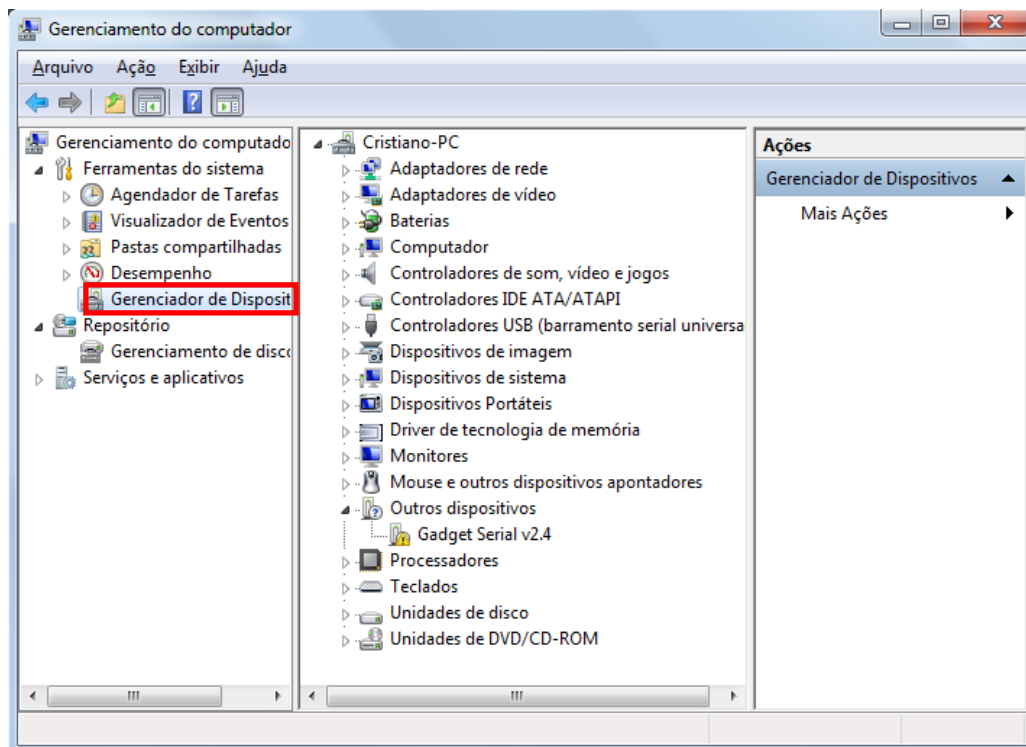 Gerenciamento do computador
Arquivo Ação Exibir Ajuda
Gerenciamento do computado
Ferramentas do sistema
Agendador de Tarefas
Visualizador de Eventos
Pastas compartilhadas
Desempenho
Gerenciador de Disposit
Repositório
Gerenciamento de disco
Serviços e aplicativos
Cristiano-PC
Adaptadores de rede
Adaptadores de vídeo
Baterias
Computador
Controladores de som, vídeo e jogos
Controladores IDE ATA/ATAPI
Controladores USB (barramento serial universa
Dispositivos de imagem
Dispositivos de sistema
Dispositivos Portáteis
Driver de tecnologia de memória
Monitores
Mouse e outros dispositivos apontadores
Outros dispositivos
Gadget Serial v2.4
Processadores
Teclados
Unidades de disco
Unidades de DVD/CD-ROM
Ações
Gerenciador de Dispositivos
Mais Ações